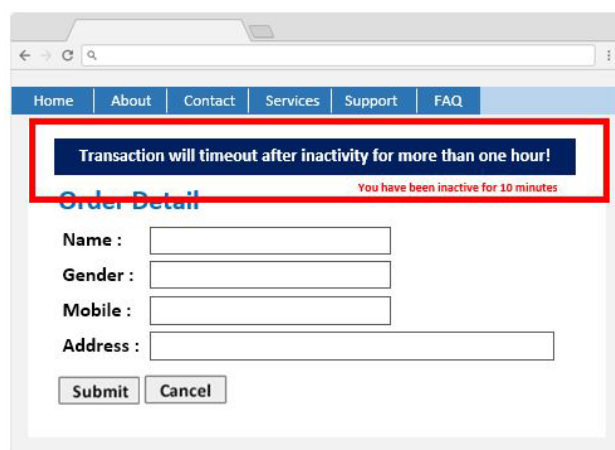 Home About Contact Services Support FAQ
Transaction will timeout after inactivity for more than one hour!
You have been inactive for 10 minutes
Order Detail
Name :
Gender :
Mobile :
Address :
Submit Cancel